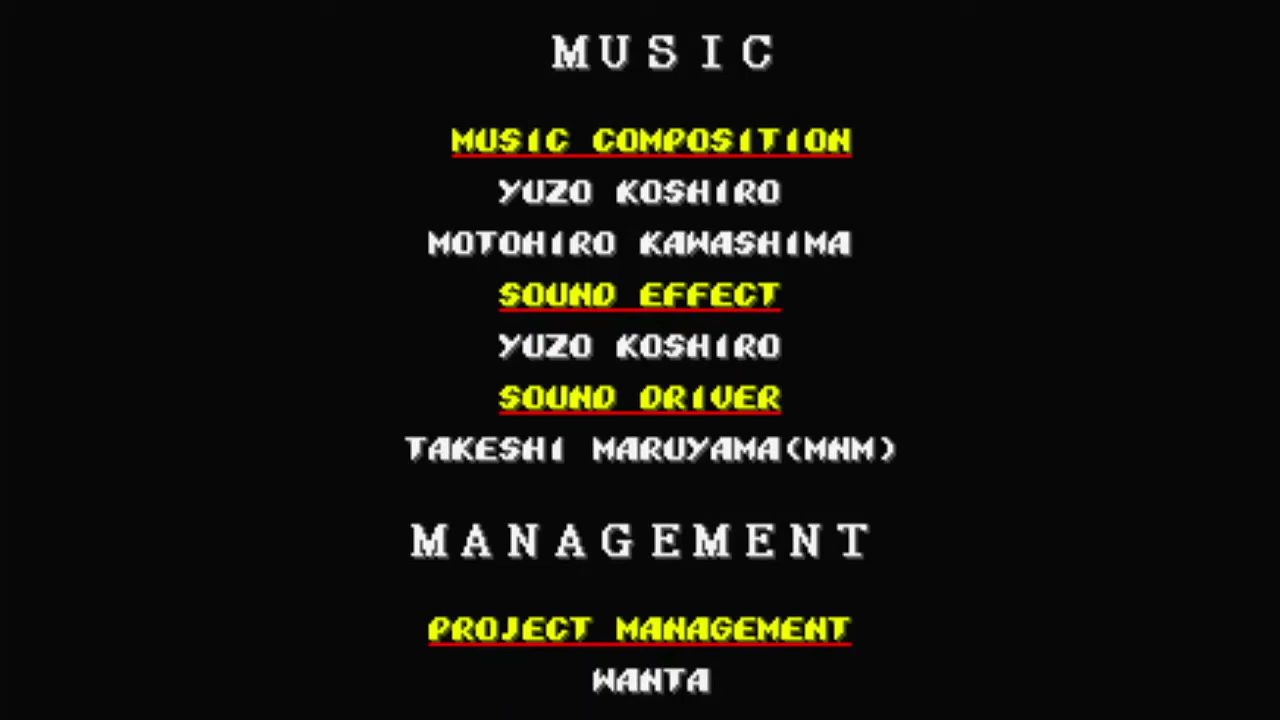 MUSIC
MUSIC COMPOSITION
YUZO KOSHIRO
MOTOHIRO KAWASHIMA
SOUND EFFECT
YUZO KOSHIRO
SOUND DRIVER
TAKESHI MARUYAMA(MNM)
MANAGEMENT
PROJECT MANAGEMENT
WANTA